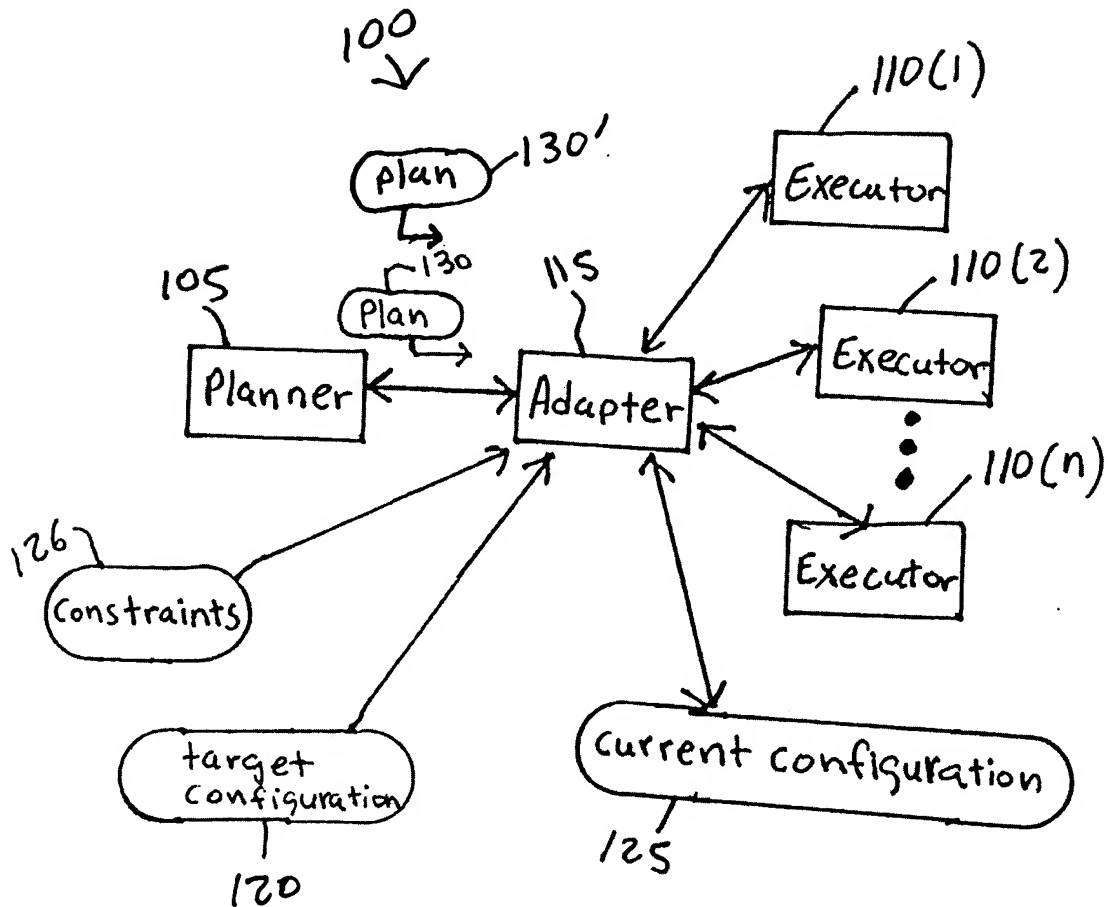 100
110(1)
plan
130'
Executor
130
Plan
105
115
110(2)
Planner
Adapter
Executor
110(n)
126
Constraints
Executor
target
configuration
current configuration
120
125